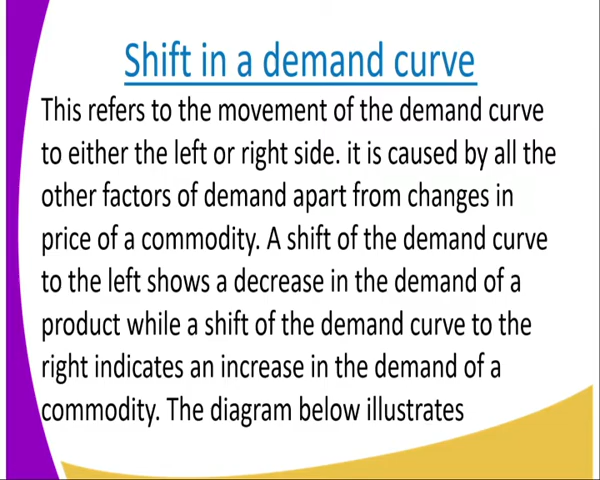 Shift in a demand curve
This refers to the movement of the demand curve
to either the left or right side. it is caused by all the
other factors of demand apart from changes in
price of a commodity. A shift of the demand curve
to the left shows a decrease in the demand of a
product while a shift of the demand curve to the
right indicates an increase in the demand of a
commodity. The diagram below illustrates